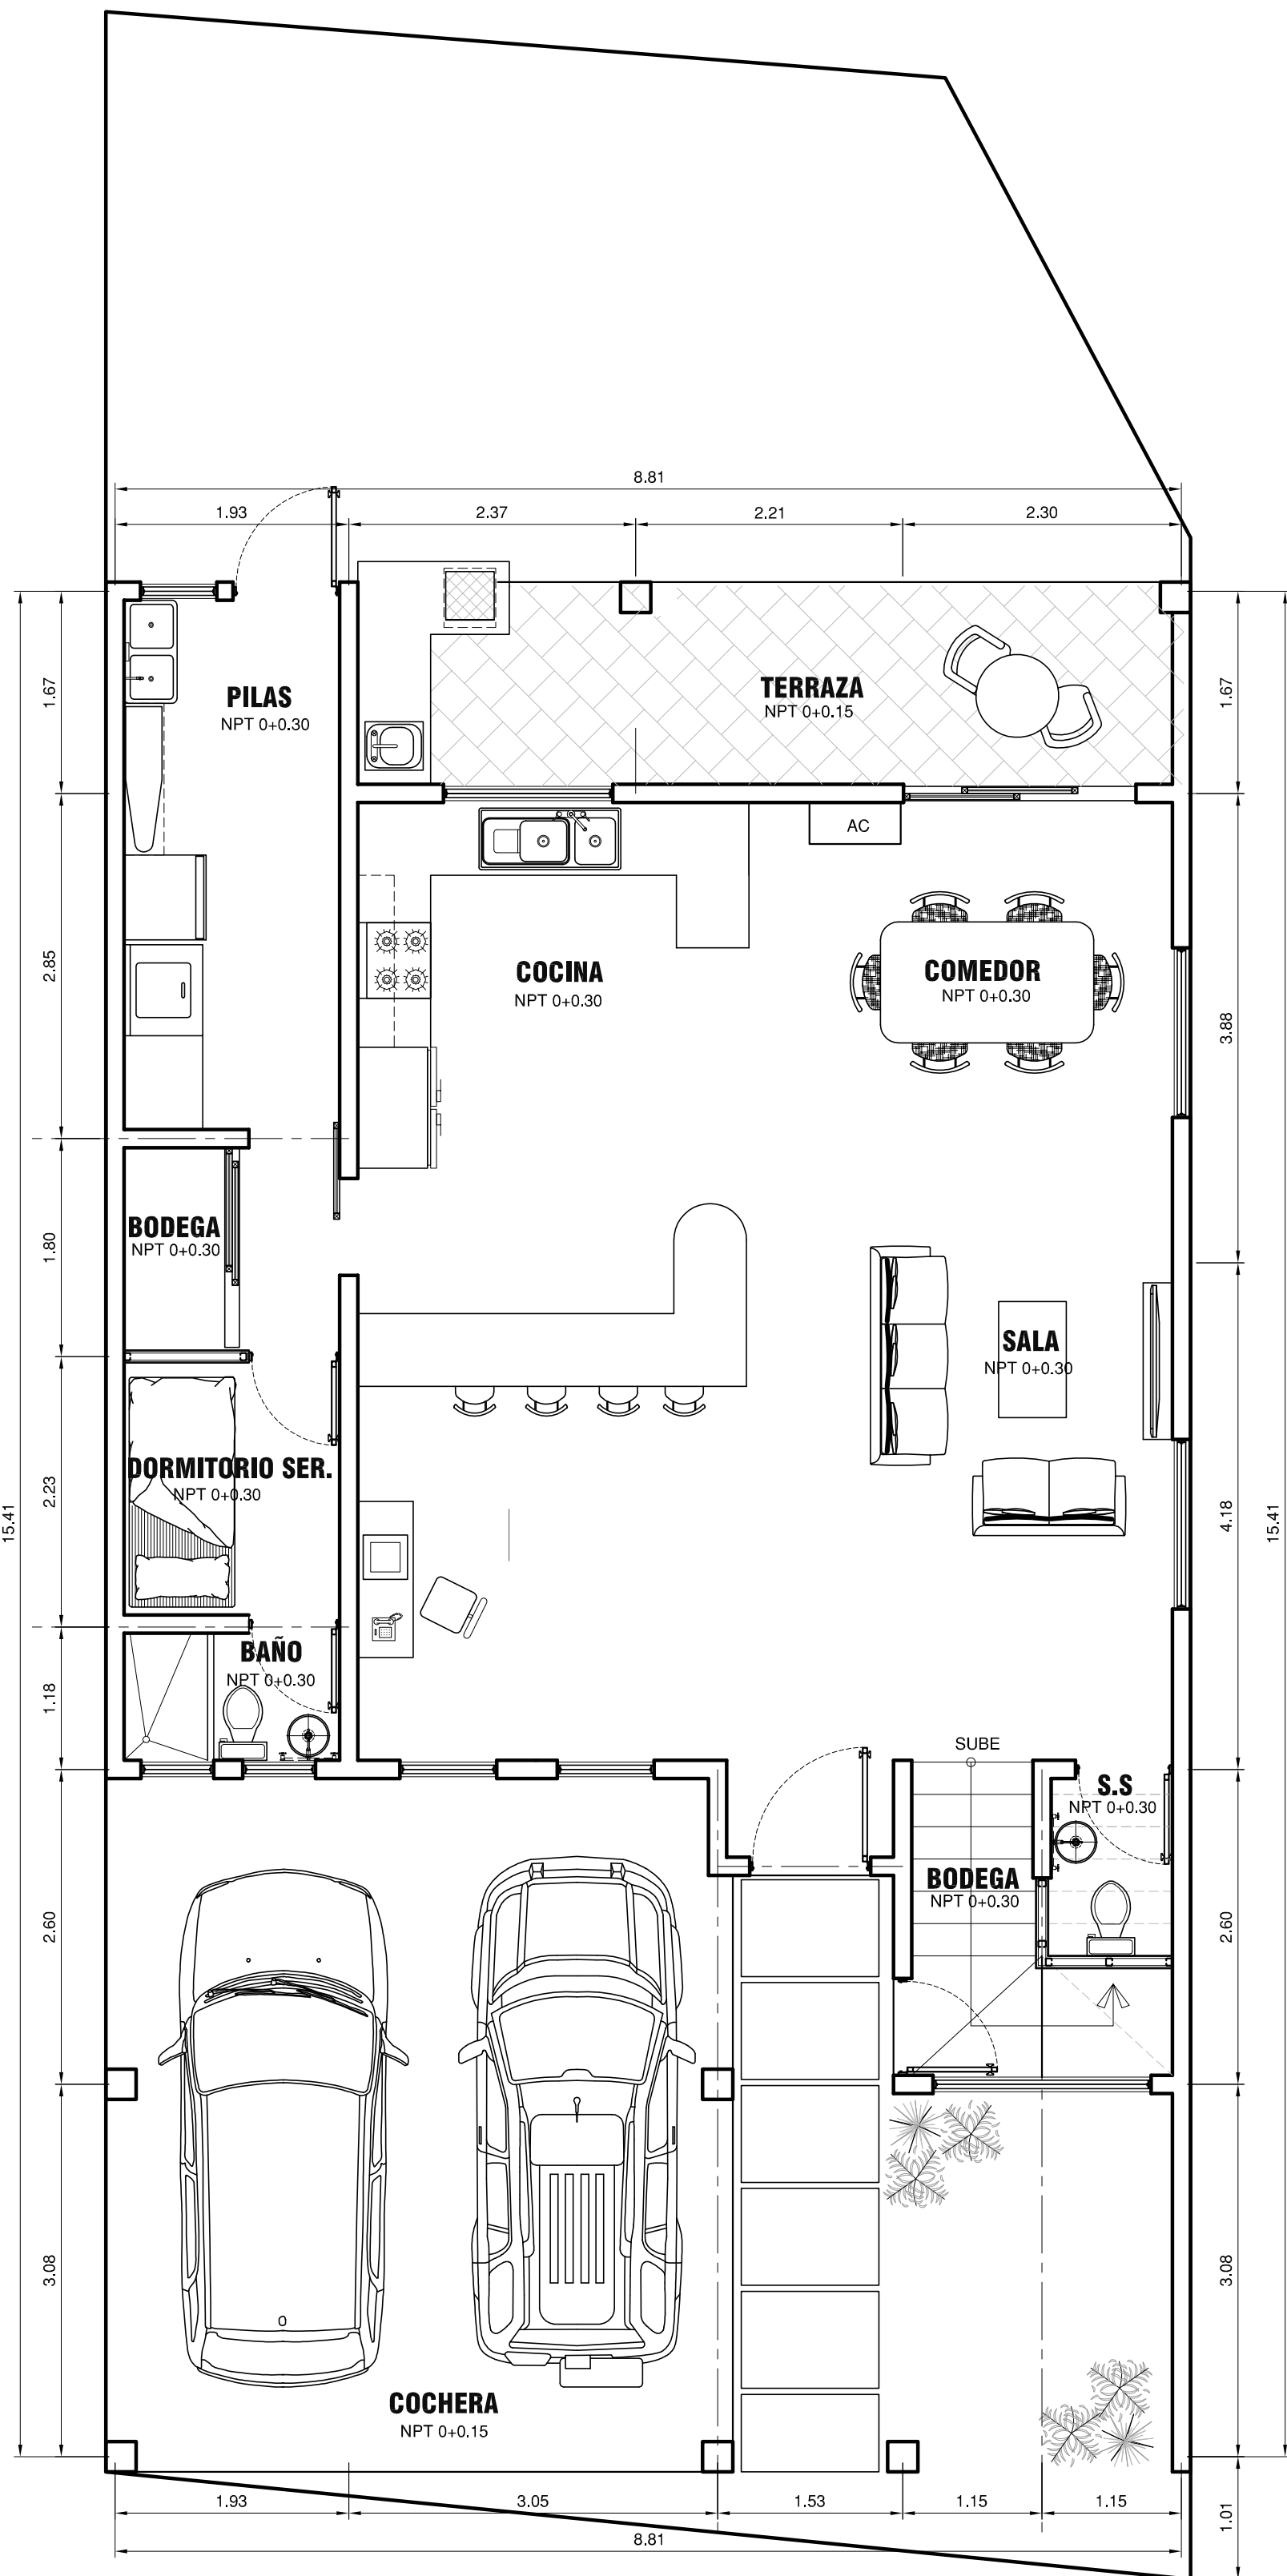 8.81
1.93
2.37
2.21
2.30
1.67
PILAS
NPT 0+0.30
TERRAZA
NPT 0+0.15
1.67
AC
2.85
COCINA
NPT 0+0.30
COMEDOR
NPT 0+0.30
3.88
1.80
BODEGA
NPT 0+0.30
SALA
NPT 0+0.30
15.41
2.23
DORMITORIO SER.
NPT 0+0.30
4.18
15.41
1.18
BAÑO
NPT 0+0.30
SUBE
S.S
NPT 0+0.30
2.60
BODEGA
NPT 0+0.30
2.60
3.08
3.08
COCHERA
NPT 0+0.15
1.93
3.05
1.53
1.15
1.15
1.01
8.81